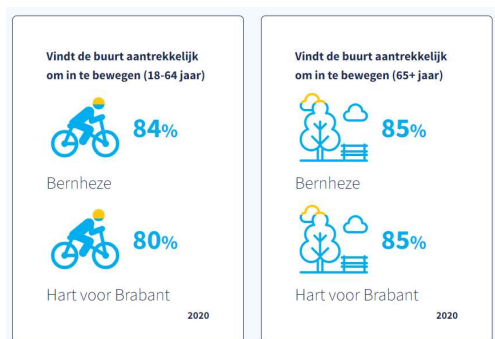 Vindt de buurt aantrekkelijk
om in te bewegen (18-64 jaar)
84%
Bernheze
80%
Hart voor Brabant
2020
Vindt de buurt aantrekkelijk
om in te bewegen (65+ jaar)
85%
Bernheze
85%
Hart voor Brabant
2020